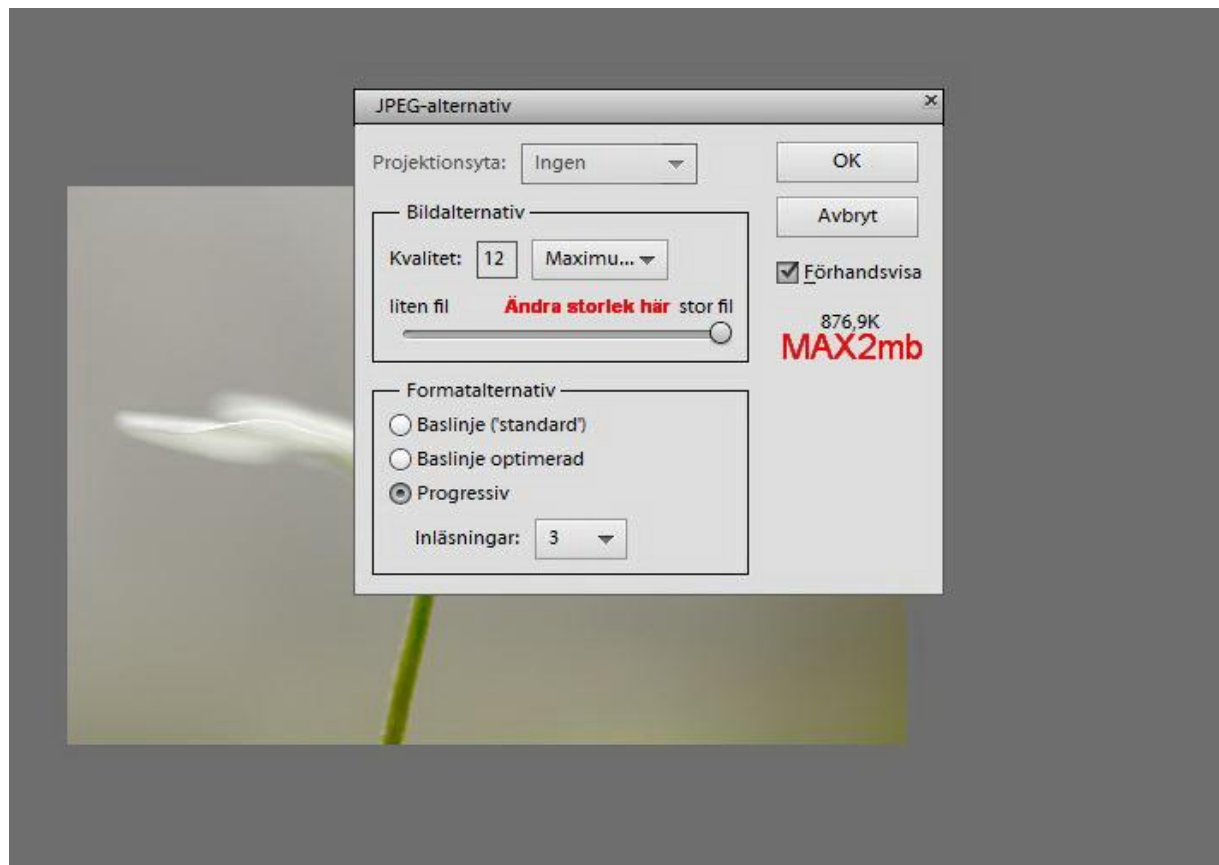 JPEG-alternativ
Projektionsyta: Ingen
OK
Bildalternativ
Avbryt
Kvalitet: 12 Maximu...
Förhandsvisa
liten fil Ändra storlek här stor fil
876,9K
MAX2mb
Formatalternativ
Baslinje ("standard")
Baslinje optimerad
Progressiv
Inläsningar: 3